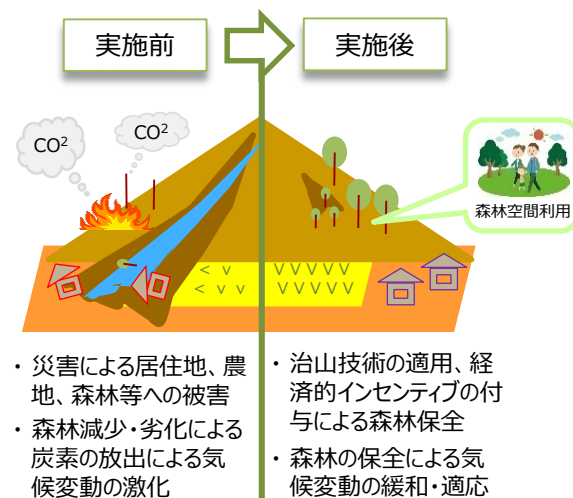 実施前
実施後
CO²
CO²
森林空間利用
・災害による居住地、農
地、森林等への被害
・森林減少・劣化による
炭素の放出による気
候変動の激化
・治山技術の適用、経
済的インセンティブの付
与による森林保全
・森林の保全による気
候変動の緩和・適応